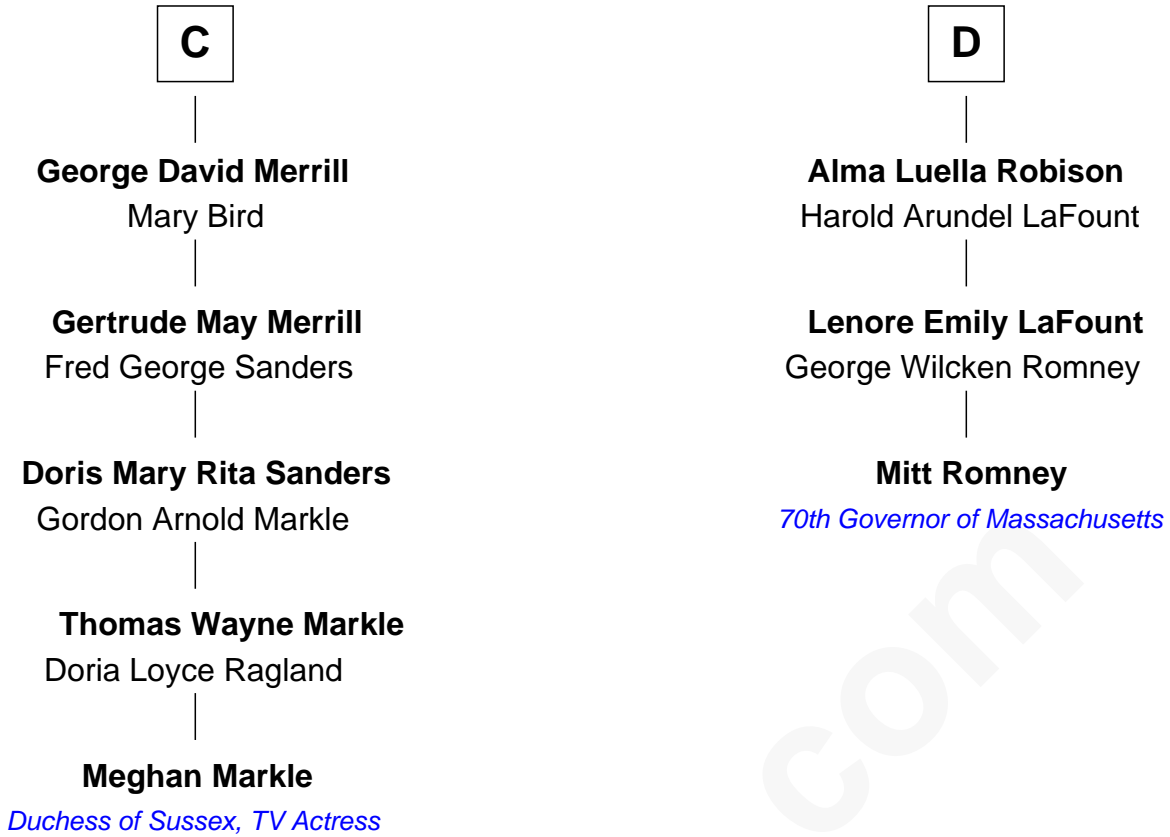 C
George David Merrill
Mary Bird
Gertrude May Merrill
Fred George Sanders
Doris Mary Rita Sanders
Gordon Arnold Markle
Thomas Wayne Markle
Doria Loyce Ragland
Meghan Markle
Duchess of Sussex, TV Actress
D
Alma Luella Robison
Harold Arundel LaFount
Lenore Emily LaFount
George Wilcken Romney
Mitt Romney
70th Governor of Massachusetts
com